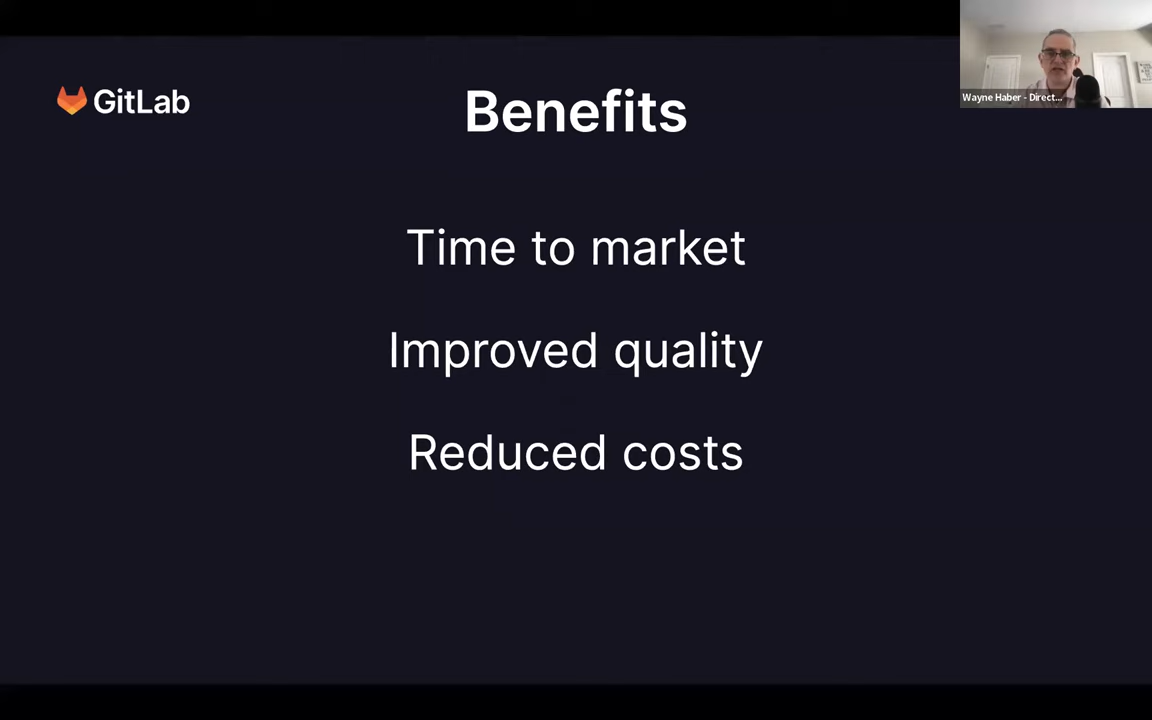 GitLab
Benefits
Wayne Haber - Direct...
Time to market
Improved quality
Reduced costs